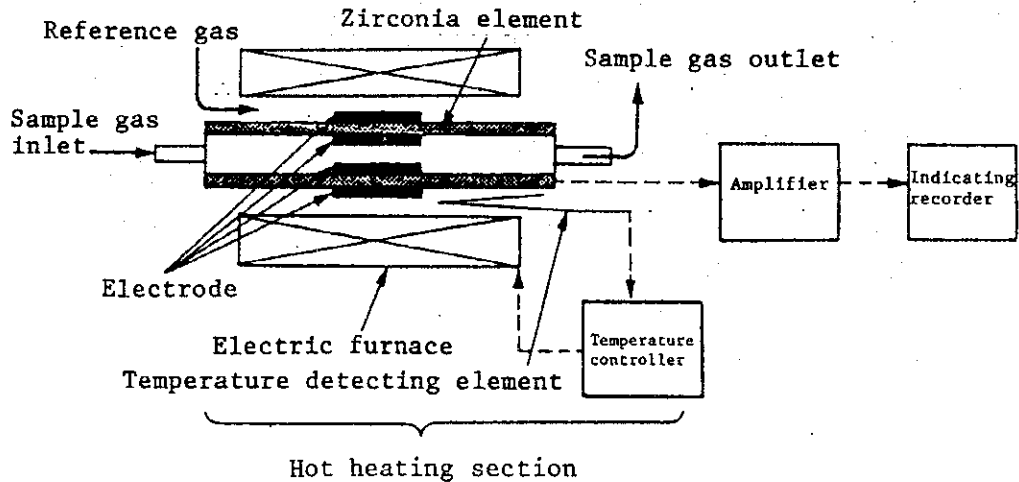 Zirconia element
Reference gas
Sample gas outlet
Sample gas
inlet
Amplifier
Indicating
recorder
Electrode
Temperature
controller
Electric furnace
Temperature detecting element
Hot heating section